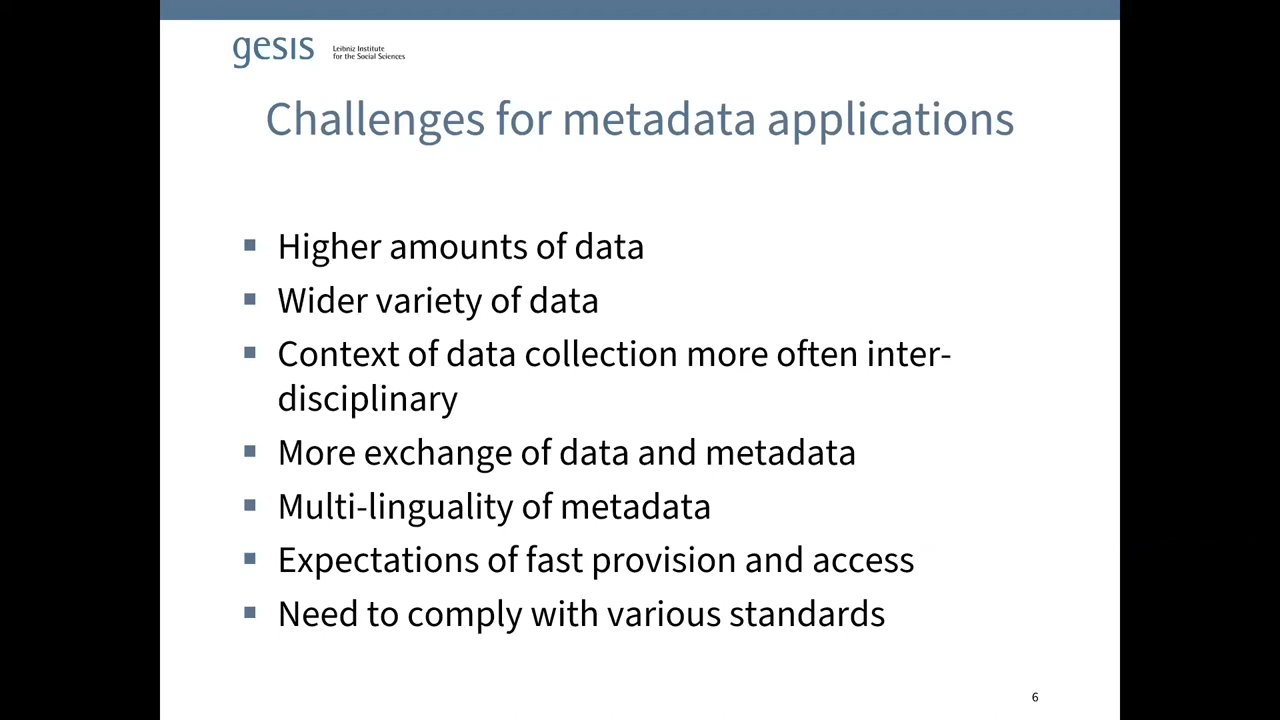 gesis
Leibniz Institute
for the Social Sciences
Challenges for metadata applications
Higher amounts of data
Wider variety of data
Context of data collection more often inter-
disciplinary
More exchange of data and metadata
Multi-linguality of metadata
Expectations of fast provision and access
Need to comply with various standards
6